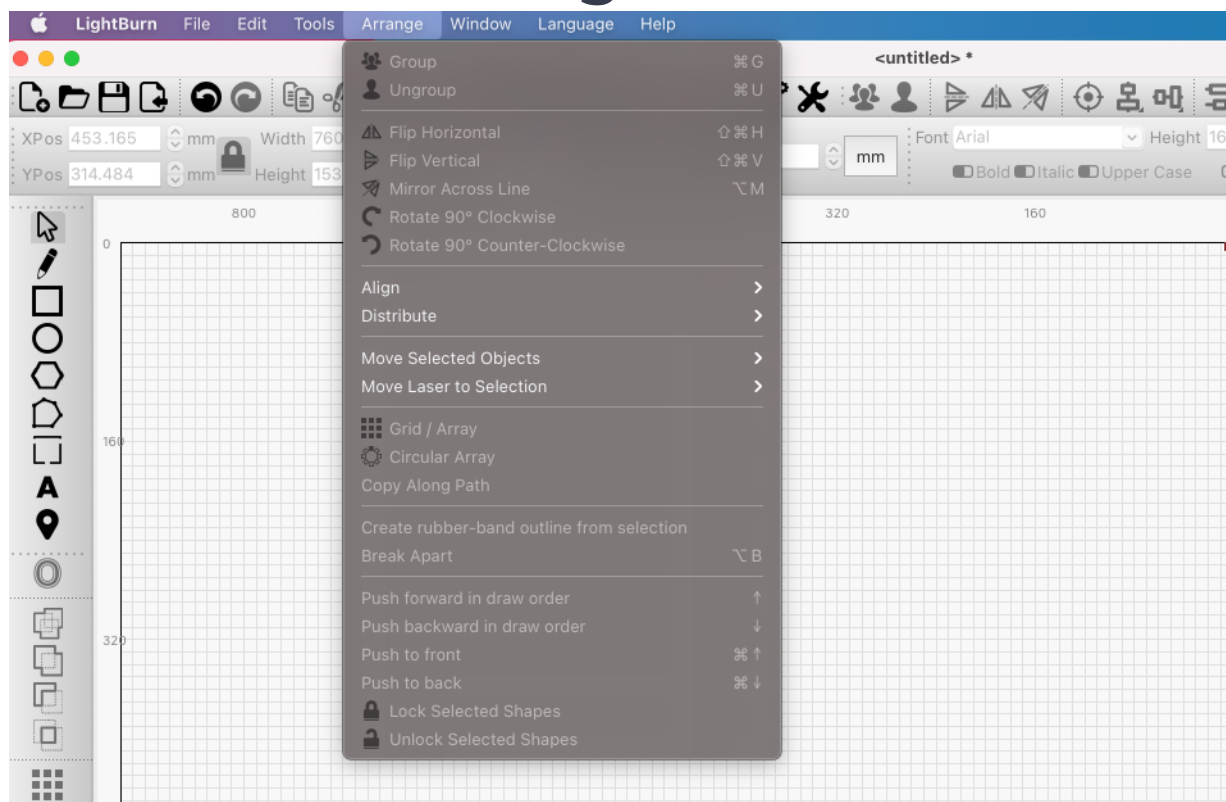 LightBurn File Edit Tools Arrange Window Language Help
<untitled> *
Group ⌘G
Ungroup ⌘U
Flip Horizontal ⇧⌘H
Flip Vertical ⇧⌘V
Mirror Across Line ⌥M
Rotate 90° Clockwise
Rotate 90° Counter-Clockwise
Align
Distribute
Move Selected Objects
Move Laser to Selection
Grid / Array
Circular Array
Copy Along Path
Create rubber-band outline from selection
Break Apart ⌥B
Push forward in draw order ↑
Push backward in draw order ↓
Push to front ⌘↑
Push to back ⌘↓
Lock Selected Shapes
Unlock Selected Shapes
XPos 453.165 mm Width 760
YPos 314.484 mm Height 153
mm
Font Arial Height 16
Bold Italic Upper Case
800 320 160
0
160
320
A